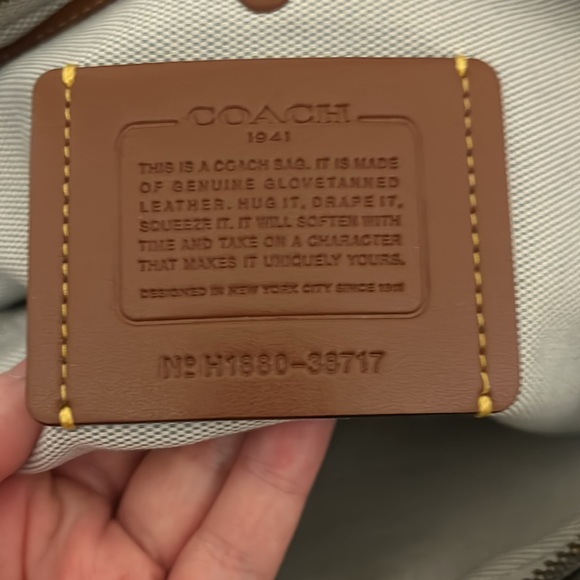 COACH
1941
THIS IS A COACH BAG. IT IS MADE
OF GENUINE GLOVETANNED
LEATHER. HUG IT, DRAPE IT,
SQUEEZE IT. IT WILL SOFTEN WITH
TIME AND TAKE ON A CHARACTER
THAT MAKES IT UNIQUELY YOURS.
DESIGNED IN NEW YORK CITY SINCE
Nº H1880-38717